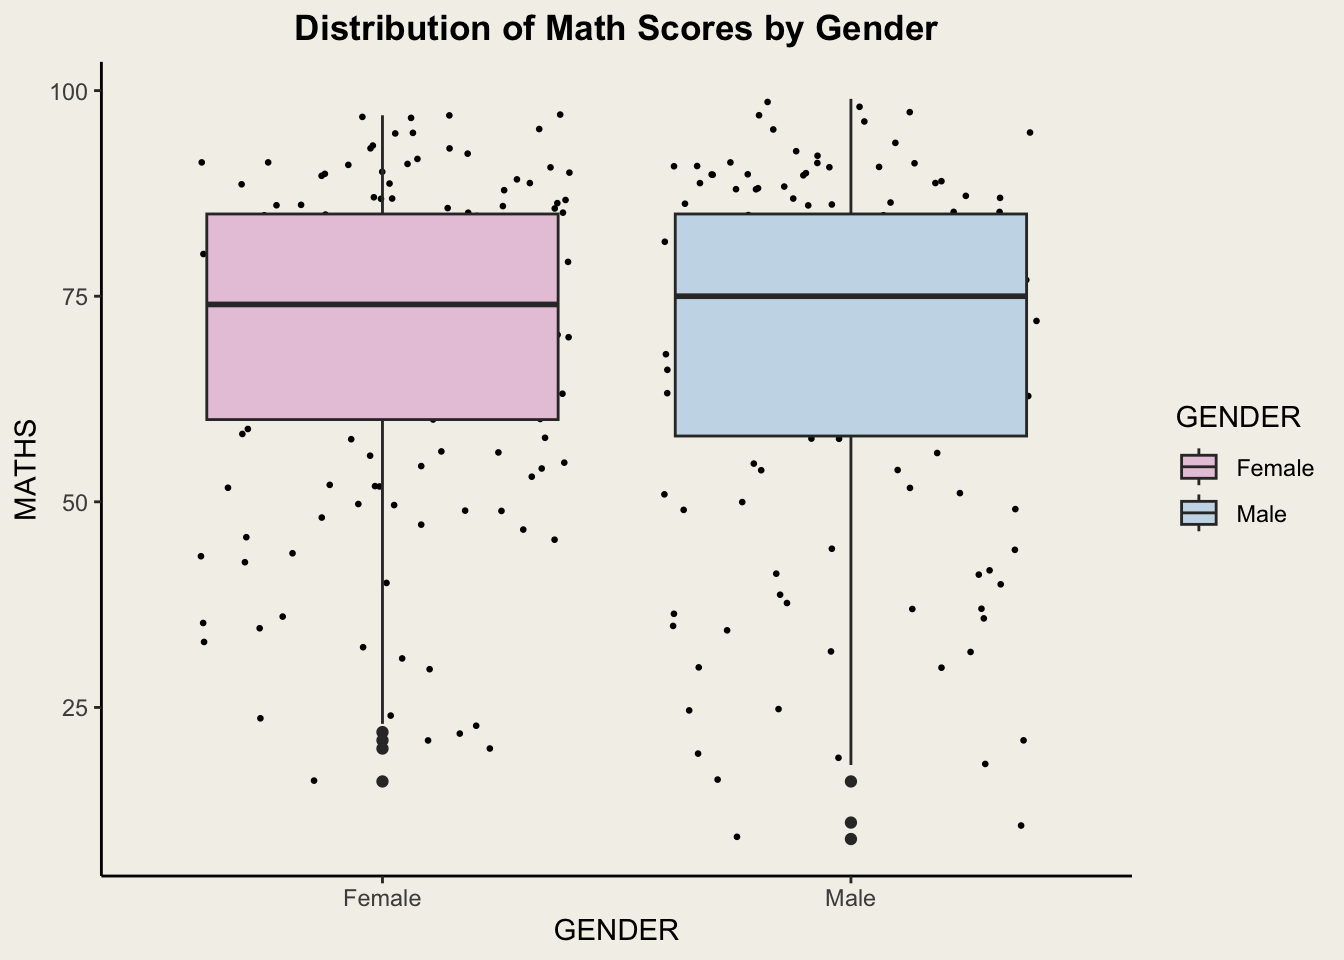 Distribution of Math Scores by Gender
100
75
50
25
MATHS
Female
Male
GENDER
GENDER
Female
Male